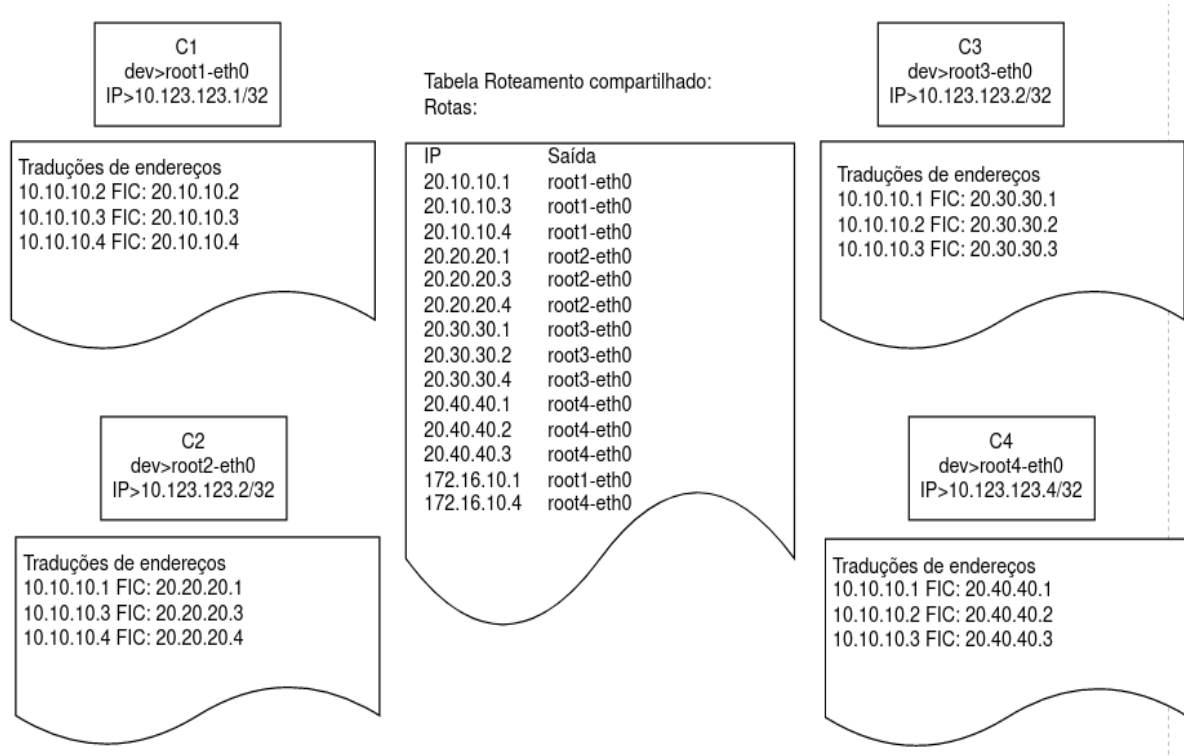 C1
dev>root1-eth0
IP>10.123.123.1/32
Traduções de endereços
10.10.10.2 FIC: 20.10.10.2
10.10.10.3 FIC: 20.10.10.3
10.10.10.4 FIC: 20.10.10.4
C2
dev>root2-eth0
IP>10.123.123.2/32
Traduções de endereços
10.10.10.1 FIC: 20.20.20.1
10.10.10.3 FIC: 20.20.20.3
10.10.10.4 FIC: 20.20.20.4
Tabela Roteamento compartilhado:
Rotas:
IP Saída
20.10.10.1 root1-eth0
20.10.10.3 root1-eth0
20.10.10.4 root1-eth0
20.20.20.1 root2-eth0
20.20.20.3 root2-eth0
20.20.20.4 root2-eth0
20.30.30.1 root3-eth0
20.30.30.2 root3-eth0
20.30.30.4 root3-eth0
20.40.40.1 root4-eth0
20.40.40.2 root4-eth0
20.40.40.3 root4-eth0
172.16.10.1 root1-eth0
172.16.10.4 root4-eth0
C3
dev>root3-eth0
IP>10.123.123.2/32
Traduções de endereços
10.10.10.1 FIC: 20.30.30.1
10.10.10.2 FIC: 20.30.30.2
10.10.10.3 FIC: 20.30.30.3
C4
dev>root4-eth0
IP>10.123.123.4/32
Traduções de endereços
10.10.10.1 FIC: 20.40.40.1
10.10.10.2 FIC: 20.40.40.2
10.10.10.3 FIC: 20.40.40.3